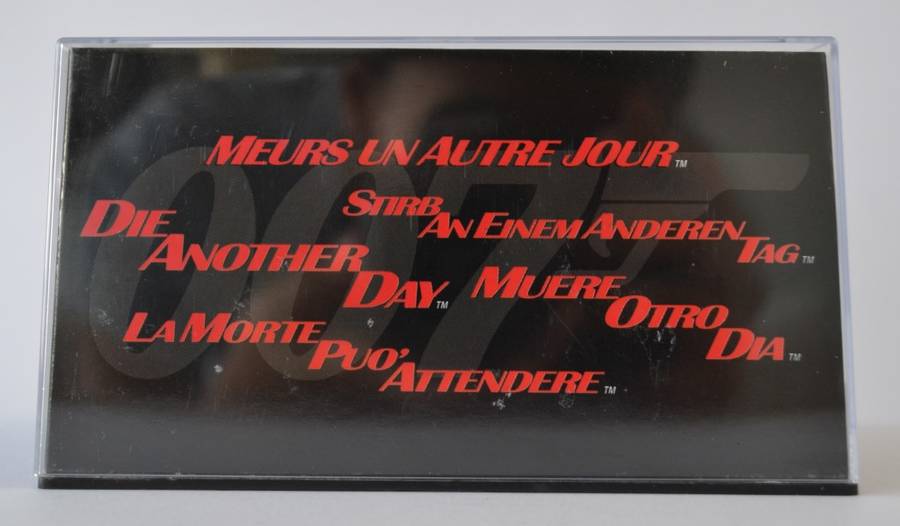 MEURS UN AUTRE JOUR™
DIE
ANOTHER
DAY™
STIRB
AN EINEM ANDEREN
TAG™
MUERE
OTRO
DIA™
LA MORTE
PUO'
ATTENDERE™
007